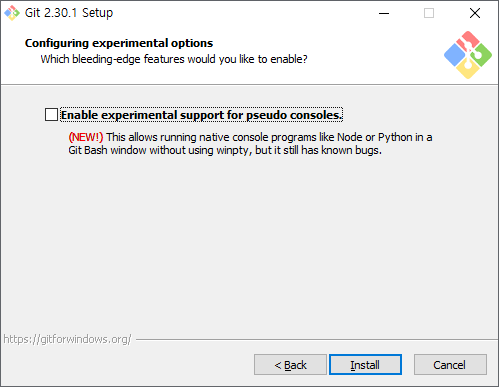 Git 2.30.1 Setup
Configuring experimental options
Which bleeding-edge features would you like to enable?
Enable experimental support for pseudo consoles.
(NEW!) This allows running native console programs like Node or Python in a
Git Bash window without using winpty, but it still has known bugs.
https://gitforwindows.org/
< Back
Install
Cancel